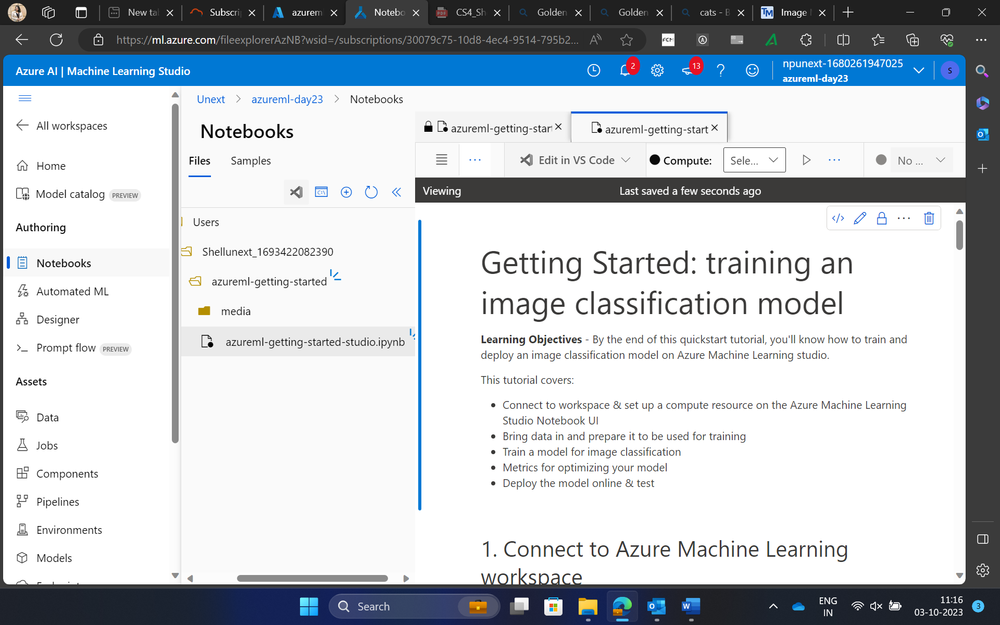 New ta
Subscri
azureml
Notebo
CS4_Sh
Golden
Golden
cats - B
Image
https://ml.azure.com/fileexplorerAzNB?wsid=/subscriptions/30079c75-10d8-4ec4-9514-795b2...
Azure AI | Machine Learning Studio
2
13
npunext-1680261947025
azureml-day23
S
All workspaces
Home
Model catalog PREVIEW
Authoring
Notebooks
Automated ML
Designer
Prompt flow PREVIEW
Assets
Data
Jobs
Components
Pipelines
Environments
Models
Unext > azureml-day23 > Notebooks
Notebooks
Files Samples
Users
Shellunext_1693422082390
azureml-getting-started
media
azureml-getting-started-studio.ipynb
azureml-getting-start
azureml-getting-start
Edit in VS Code
Compute:
Sele...
No ...
Viewing
Last saved a few seconds ago
Getting Started: training an
image classification model
Learning Objectives - By the end of this quickstart tutorial, you'll know how to train and
deploy an image classification model on Azure Machine Learning studio.
This tutorial covers:
• Connect to workspace & set up a compute resource on the Azure Machine Learning
Studio Notebook UI
• Bring data in and prepare it to be used for training
• Train a model for image classification
• Metrics for optimizing your model
• Deploy the model online & test
1. Connect to Azure Machine Learning
workspace
Search
ENG
IN
11:16
03-10-2023
3